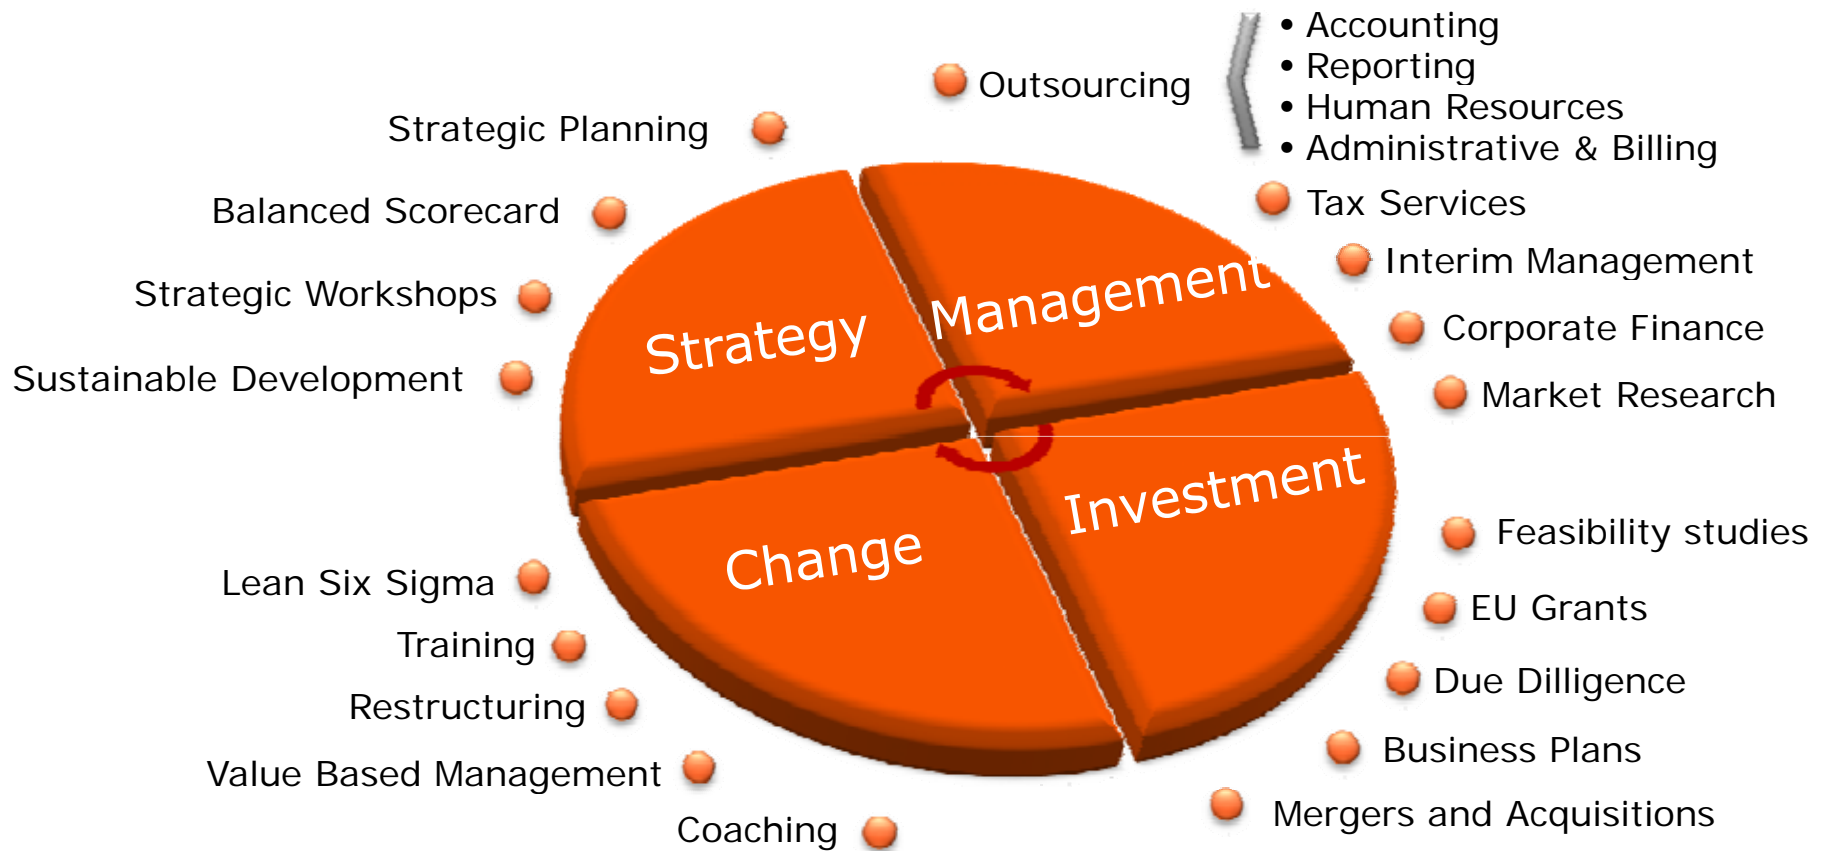 • Accounting
• Reporting
• Human Resources
• Administrative & Billing
Outsourcing
Strategic Planning
Tax Services
Balanced Scorecard
Interim Management
Strategic Workshops
Corporate Finance
Sustainable Development
Market Research
Strategy
Management
Change
Investment
Feasibility studies
Lean Six Sigma
EU Grants
Training
Due Dilligence
Restructuring
Business Plans
Value Based Management
Mergers and Acquisitions
Coaching